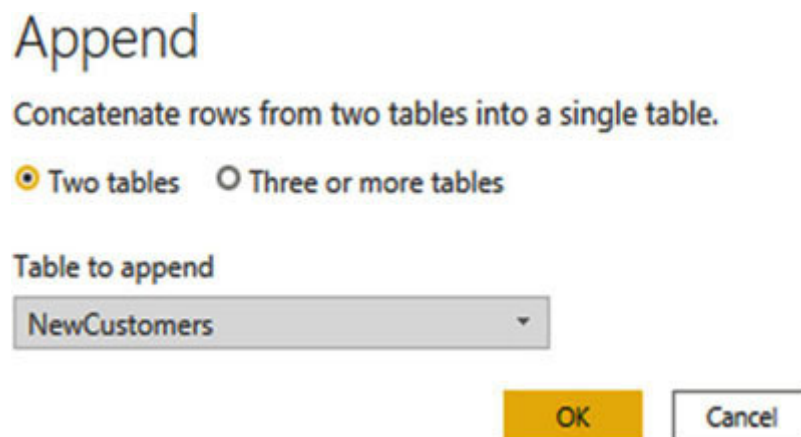 Append
Concatenate rows from two tables into a single table.
Two tables Three or more tables
Table to append
NewCustomers
OK Cancel